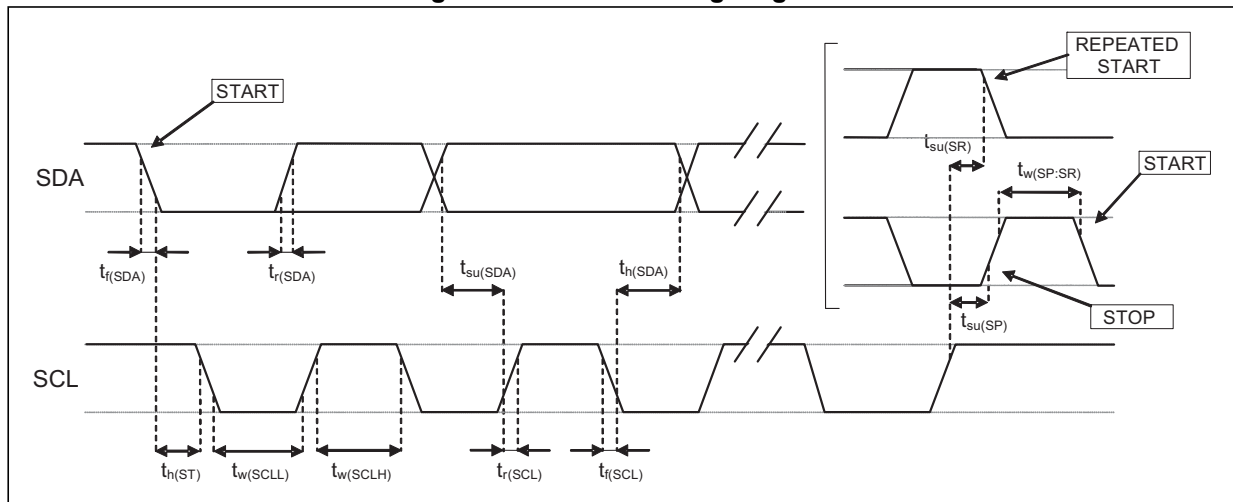 REPEATED
START
START
t_su(SR)
t_w(SP:SR)
START
SDA
t_f(SDA)
t_r(SDA)
t_su(SDA)
t_h(SDA)
t_su(SP)
STOP
SCL
t_h(ST)
t_w(SCLL)
t_w(SCLH)
t_r(SCL)
t_f(SCL)